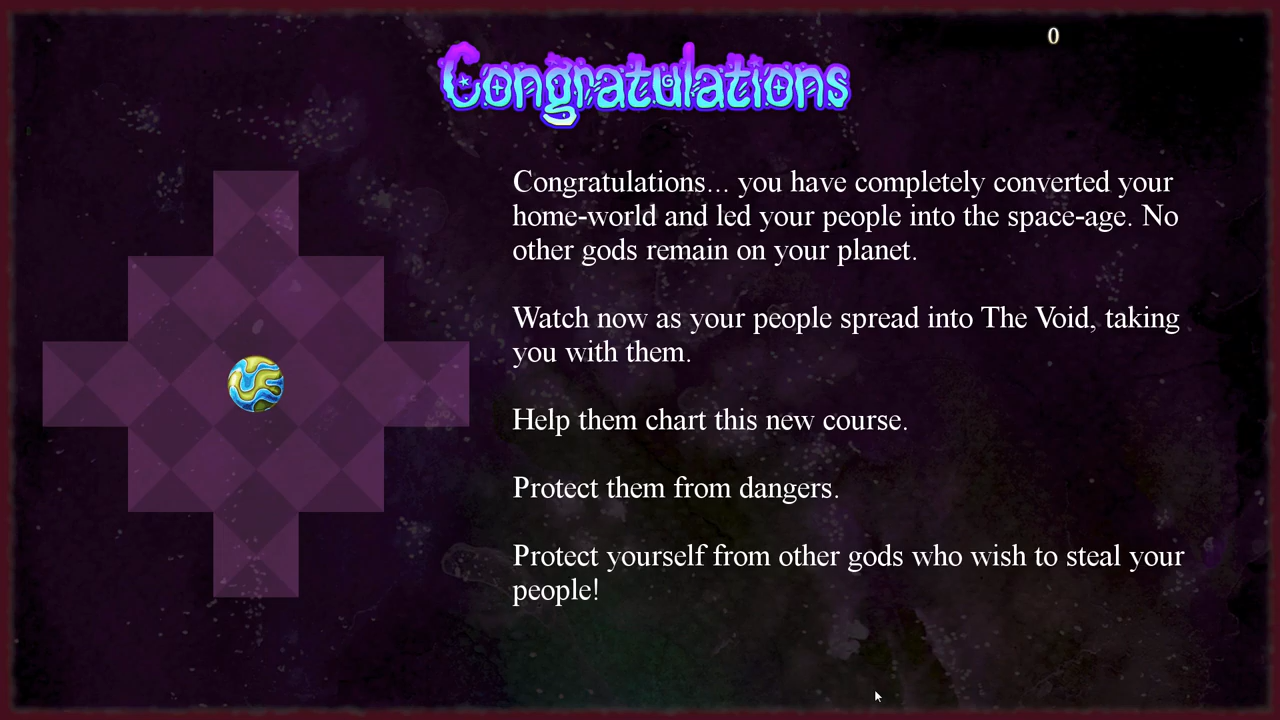 0
Congratulations
Congratulations... you have completely converted your
home-world and led your people into the space-age. No
other gods remain on your planet.
Watch now as your people spread into The Void, taking
you with them.
Help them chart this new course.
Protect them from dangers.
Protect yourself from other gods who wish to steal your
people!